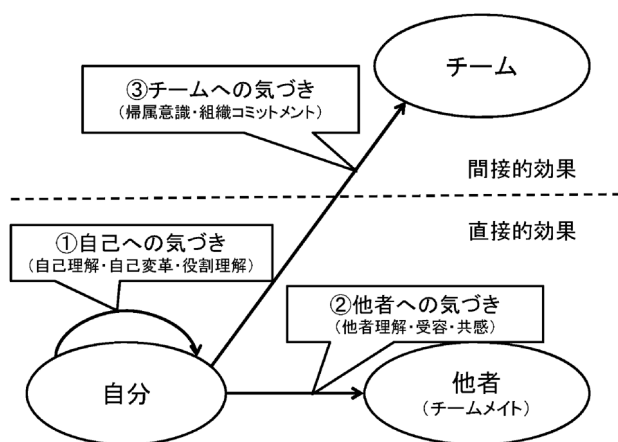 チーム
③チームへの気づき
(帰属意識・組織コミットメント)
間接的効果
直接的効果
①自己への気づき
(自己理解・自己変革・役割理解)
②他者への気づき
(他者理解・受容・共感)
自分
他者
(チームメイト)